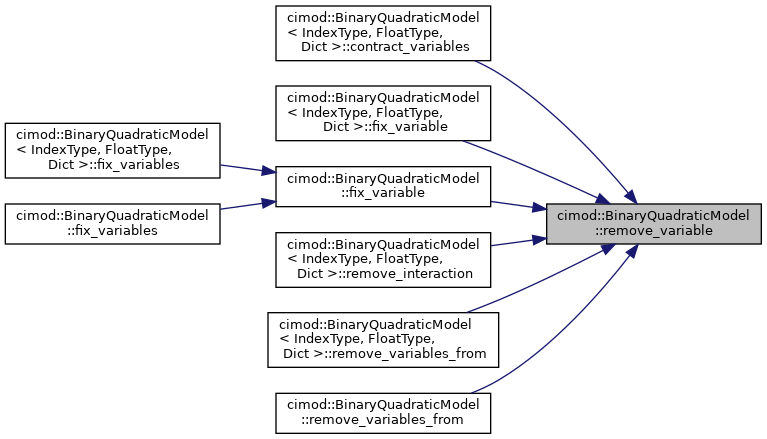 cimod::BinaryQuadraticModel
< IndexType, FloatType,
Dict >::contract_variables
cimod::BinaryQuadraticModel
< IndexType, FloatType,
Dict >::fix_variable
cimod::BinaryQuadraticModel
< IndexType, FloatType,
Dict >::fix_variables
cimod::BinaryQuadraticModel
::fix_variable
cimod::BinaryQuadraticModel
::fix_variables
cimod::BinaryQuadraticModel
::remove_variable
cimod::BinaryQuadraticModel
< IndexType, FloatType,
Dict >::remove_interaction
cimod::BinaryQuadraticModel
< IndexType, FloatType,
Dict >::remove_variables_from
cimod::BinaryQuadraticModel
::remove_variables_from